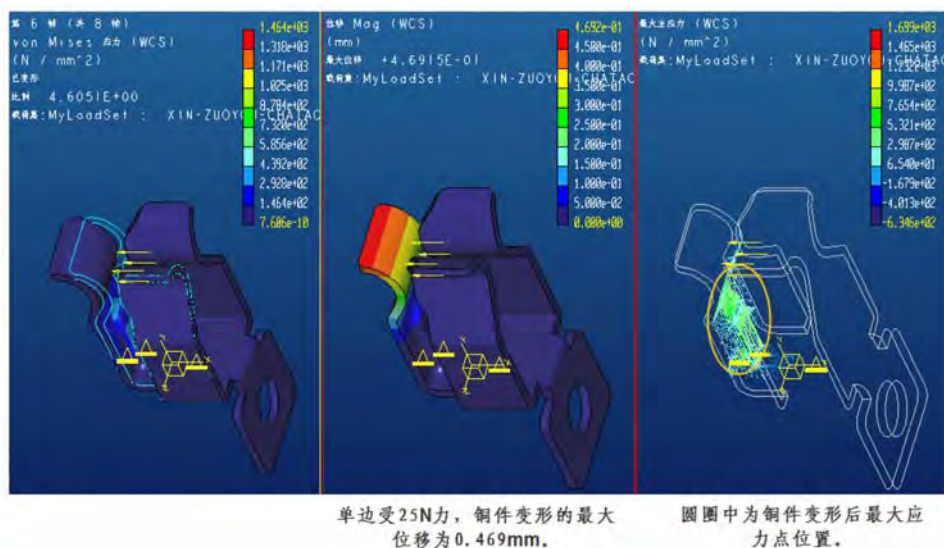 第 6 帧 (共 8 帧)
von Mises 应力 (WCS)
(N / mm^2)
已变形
比例 4.6051E+00
载荷集:MyLoadSet : XIN-ZUOYOU-CHATAO
1.464e+03
1.318e+03
1.171e+03
1.025e+03
8.784e+02
7.320e+02
5.856e+02
4.392e+02
2.928e+02
1.464e+02
7.686e-10
位移 Mag (WCS)
(mm)
最大位移 +4.6915E-01
载荷集:MyLoadSet : XIN-ZUOYOU-CHATAO
4.692e-01
4.500e-01
4.000e-01
3.500e-01
3.000e-01
2.500e-01
2.000e-01
1.500e-01
1.000e-01
5.000e-02
0.000e+00
最大主应力 (WCS)
(N / mm^2)
载荷集:MyLoadSet : XIN-ZUOYOU-CHATAO
1.699e+03
1.465e+03
1.232e+03
9.987e+02
7.654e+02
5.321e+02
2.987e+02
6.540e+01
-1.679e+02
-4.013e+02
-6.346e+02
单边受25N力，铜件变形的最大
位移为0.469mm。
圆圈中为铜件变形后最大应
力点位置。